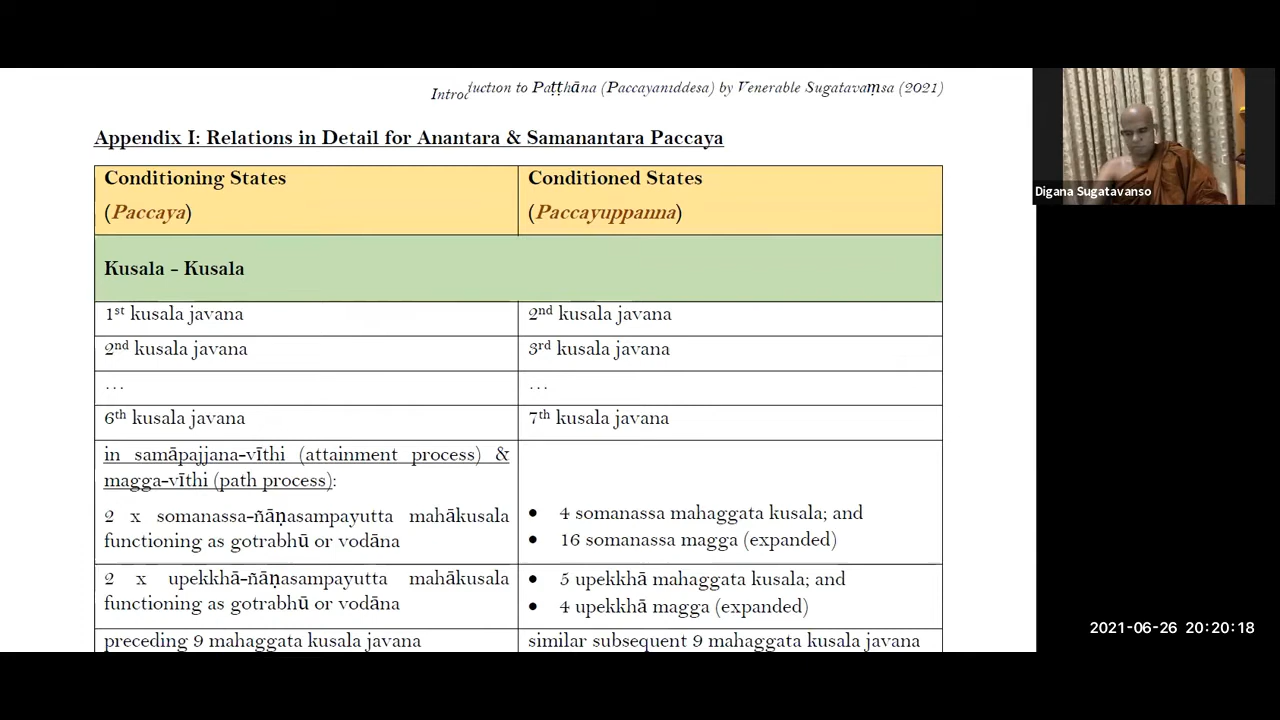 Introduction to Paṭṭhāna (Paccayaniddesa) by Venerable Sugatavaṃsa (2021)
Appendix I: Relations in Detail for Anantara & Samanantara Paccaya
Conditioning States
(Paccaya)
Conditioned States
(Paccayuppanna)
Kusala – Kusala
1st kusala javana
2nd kusala javana
2nd kusala javana
3rd kusala javana
...
...
6th kusala javana
7th kusala javana
in samāpajjana-vīthi (attainment process) &
magga-vīthi (path process):
2 x somanassa-ñāṇasampayutta mahākusala
functioning as gotrabhū or vodāna
• 4 somanassa mahaggata kusala; and
• 16 somanassa magga (expanded)
2 x upekkhā-ñāṇasampayutta mahākusala
functioning as gotrabhū or vodāna
• 5 upekkhā mahaggata kusala; and
• 4 upekkhā magga (expanded)
preceding 9 mahaggata kusala javana
similar subsequent 9 mahaggata kusala javana
Digana Sugatavanso
2021-06-26 20:20:18